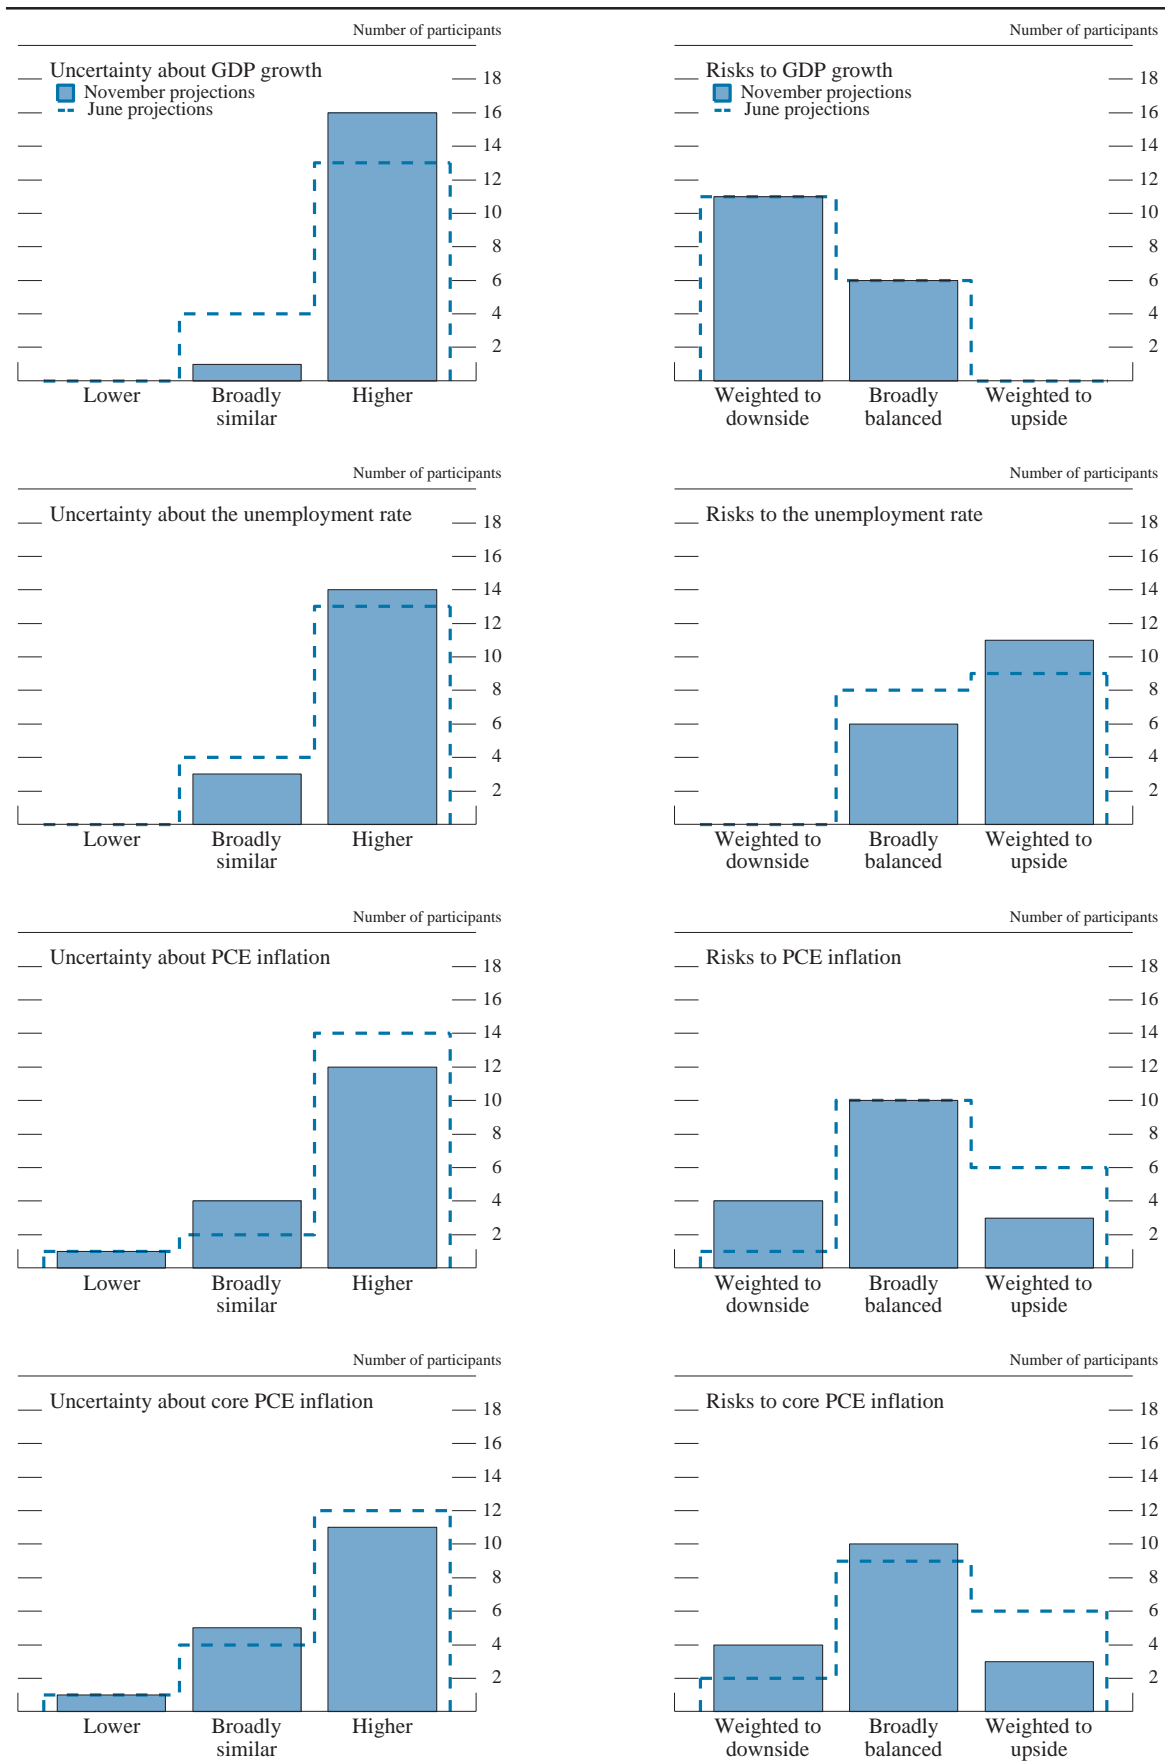 Number of participants
Uncertainty about GDP growth
November projections
June projections
18
16
14
12
10
8
6
4
2
Lower
Broadly
similar
Higher
Number of participants
Risks to GDP growth
November projections
June projections
18
16
14
12
10
8
6
4
2
Weighted to
downside
Broadly
balanced
Weighted to
upside
Number of participants
Uncertainty about the unemployment rate
18
16
14
12
10
8
6
4
2
Lower
Broadly
similar
Higher
Number of participants
Risks to the unemployment rate
18
16
14
12
10
8
6
4
2
Weighted to
downside
Broadly
balanced
Weighted to
upside
Number of participants
Uncertainty about PCE inflation
18
16
14
12
10
8
6
4
2
Lower
Broadly
similar
Higher
Number of participants
Risks to PCE inflation
18
16
14
12
10
8
6
4
2
Weighted to
downside
Broadly
balanced
Weighted to
upside
Number of participants
Uncertainty about core PCE inflation
18
16
14
12
10
8
6
4
2
Lower
Broadly
similar
Higher
Number of participants
Risks to core PCE inflation
18
16
14
12
10
8
6
4
2
Weighted to
downside
Broadly
balanced
Weighted to
upside